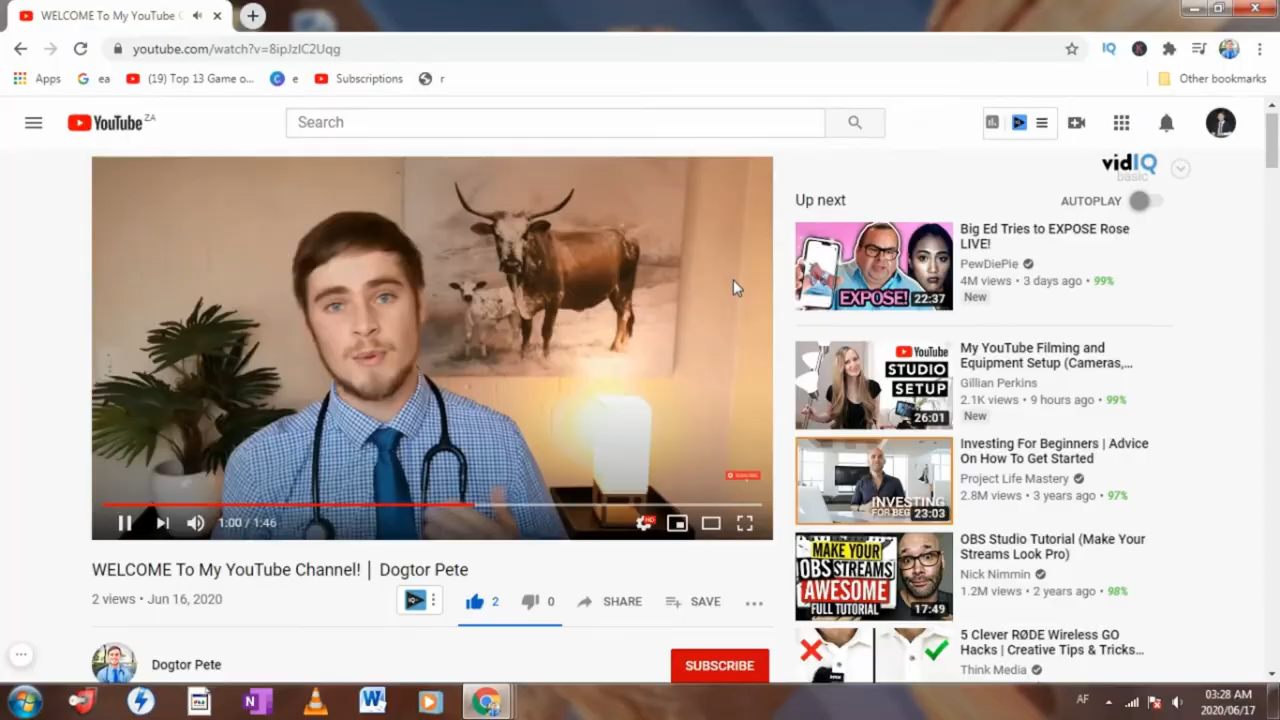 WELCOME To My YouTube C
youtube.com/watch?v=8ipJzIC2Uqg
IQ
Apps
ea
(19) Top 13 Game o...
e
Subscriptions
r
Other bookmarks
YouTube ZA
Search
vidIQ
basic
Up next
AUTOPLAY
Big Ed Tries to EXPOSE Rose
LIVE!
PewDiePie
4M views • 3 days ago • 99%
New
EXPOSE!
22:37
My YouTube Filming and
Equipment Setup (Cameras,...
Gillian Perkins
2.1K views • 9 hours ago • 99%
New
YouTube
STUDIO
SETUP
26:01
Investing For Beginners | Advice
On How To Get Started
Project Life Mastery
2.8M views • 3 years ago • 97%
INVESTING
FOR BEG
23:03
OBS Studio Tutorial (Make Your
Streams Look Pro)
Nick Nimmin
1.2M views • 2 years ago • 98%
MAKE YOUR
OBS STREAMS
AWESOME
FULL TUTORIAL
17:49
5 Clever RØDE Wireless GO
Hacks | Creative Tips & Tricks...
Think Media
1:00 / 1:46
HD
WELCOME To My YouTube Channel! | Dogtor Pete
2 views • Jun 16, 2020
2
0
SHARE
SAVE
Dogtor Pete
SUBSCRIBE
AF
03:28 AM
2020/06/17